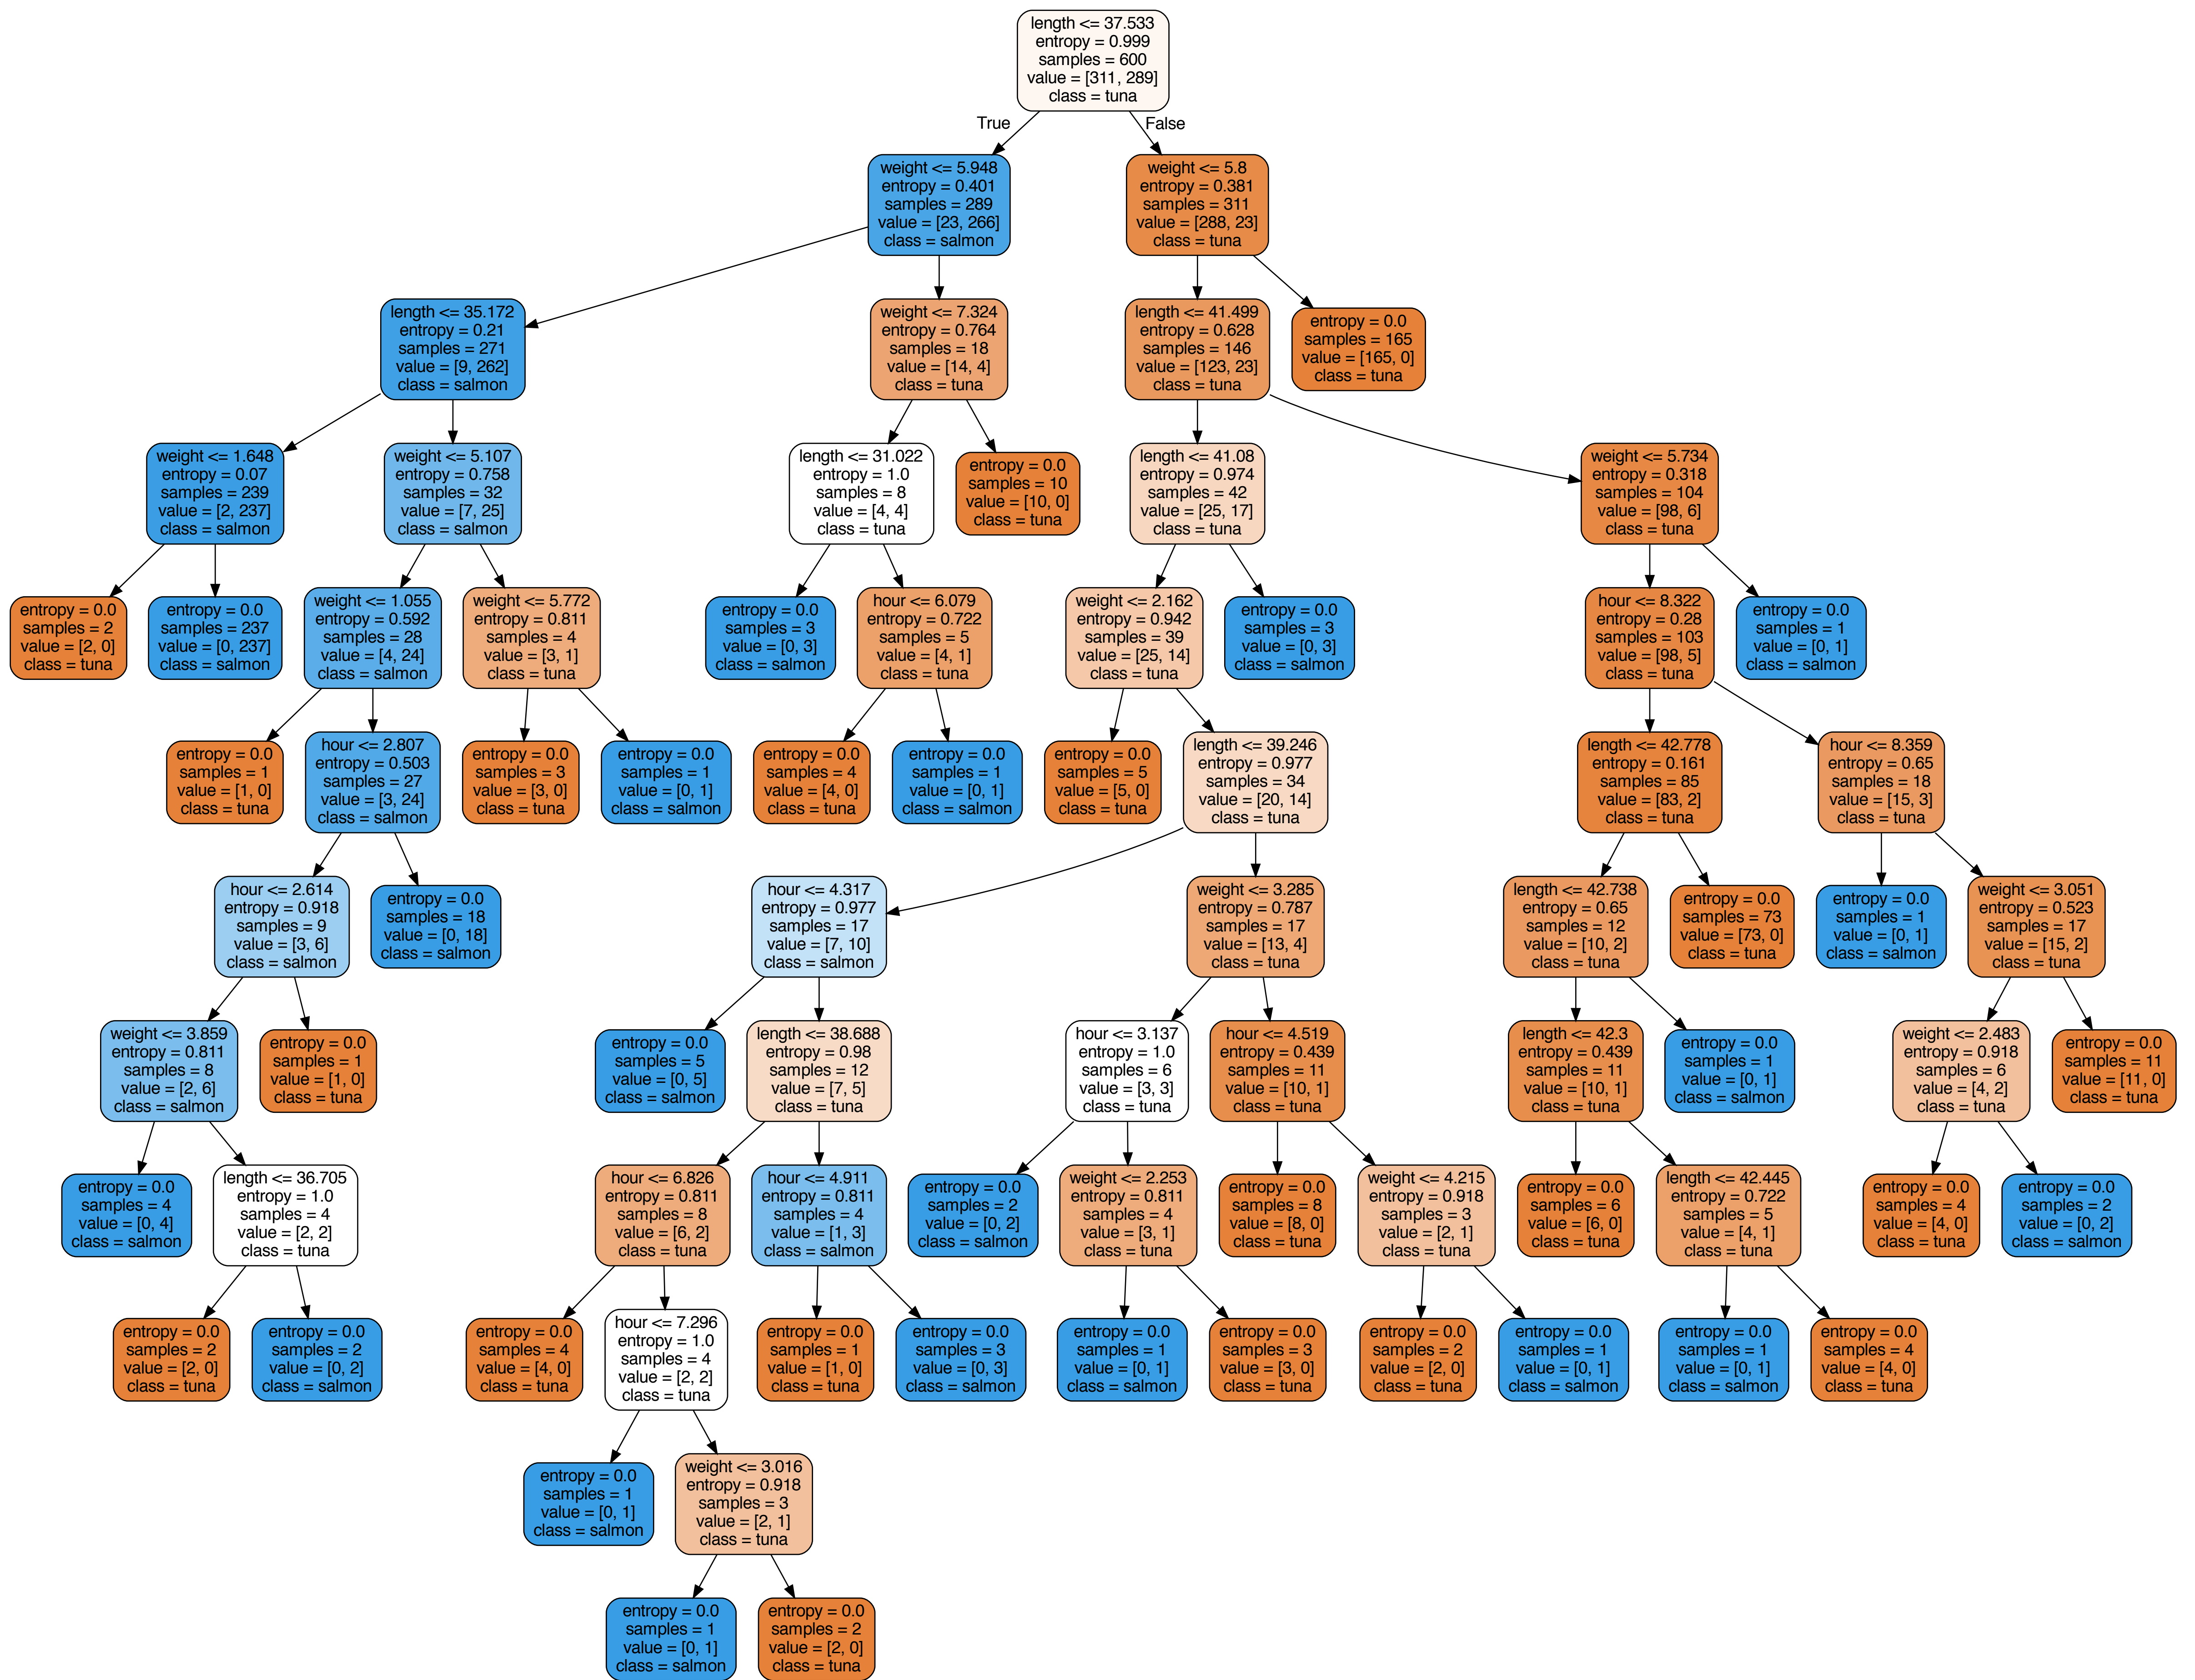 length <= 37.533
entropy = 0.999
samples = 600
value = [311, 289]
class = tuna
True
False
weight <= 5.948
entropy = 0.401
samples = 289
value = [23, 266]
class = salmon
weight <= 5.8
entropy = 0.381
samples = 311
value = [288, 23]
class = tuna
length <= 35.172
entropy = 0.21
samples = 271
value = [9, 262]
class = salmon
weight <= 7.324
entropy = 0.764
samples = 18
value = [14, 4]
class = tuna
length <= 41.499
entropy = 0.628
samples = 146
value = [123, 23]
class = tuna
entropy = 0.0
samples = 165
value = [165, 0]
class = tuna
weight <= 1.648
entropy = 0.07
samples = 239
value = [2, 237]
class = salmon
weight <= 5.107
entropy = 0.758
samples = 32
value = [7, 25]
class = salmon
length <= 31.022
entropy = 1.0
samples = 8
value = [4, 4]
class = tuna
entropy = 0.0
samples = 10
value = [10, 0]
class = tuna
length <= 41.08
entropy = 0.974
samples = 42
value = [25, 17]
class = tuna
weight <= 5.734
entropy = 0.318
samples = 104
value = [98, 6]
class = tuna
entropy = 0.0
samples = 2
value = [2, 0]
class = tuna
entropy = 0.0
samples = 237
value = [0, 237]
class = salmon
weight <= 1.055
entropy = 0.592
samples = 28
value = [4, 24]
class = salmon
weight <= 5.772
entropy = 0.811
samples = 4
value = [3, 1]
class = tuna
entropy = 0.0
samples = 3
value = [0, 3]
class = salmon
hour <= 6.079
entropy = 0.722
samples = 5
value = [4, 1]
class = tuna
weight <= 2.162
entropy = 0.942
samples = 39
value = [25, 14]
class = tuna
entropy = 0.0
samples = 3
value = [0, 3]
class = salmon
hour <= 8.322
entropy = 0.28
samples = 103
value = [98, 5]
class = tuna
entropy = 0.0
samples = 1
value = [0, 1]
class = salmon
entropy = 0.0
samples = 1
value = [1, 0]
class = tuna
hour <= 2.807
entropy = 0.503
samples = 27
value = [3, 24]
class = salmon
entropy = 0.0
samples = 3
value = [3, 0]
class = tuna
entropy = 0.0
samples = 1
value = [0, 1]
class = salmon
entropy = 0.0
samples = 4
value = [4, 0]
class = tuna
entropy = 0.0
samples = 1
value = [0, 1]
class = salmon
entropy = 0.0
samples = 5
value = [5, 0]
class = tuna
length <= 39.246
entropy = 0.977
samples = 34
value = [20, 14]
class = tuna
length <= 42.778
entropy = 0.161
samples = 85
value = [83, 2]
class = tuna
hour <= 8.359
entropy = 0.65
samples = 18
value = [15, 3]
class = tuna
hour <= 2.614
entropy = 0.918
samples = 9
value = [3, 6]
class = salmon
entropy = 0.0
samples = 18
value = [0, 18]
class = salmon
hour <= 4.317
entropy = 0.977
samples = 17
value = [7, 10]
class = salmon
weight <= 3.285
entropy = 0.787
samples = 17
value = [13, 4]
class = tuna
length <= 42.738
entropy = 0.65
samples = 12
value = [10, 2]
class = tuna
entropy = 0.0
samples = 73
value = [73, 0]
class = tuna
entropy = 0.0
samples = 1
value = [0, 1]
class = salmon
weight <= 3.051
entropy = 0.523
samples = 17
value = [15, 2]
class = tuna
weight <= 3.859
entropy = 0.811
samples = 8
value = [2, 6]
class = salmon
entropy = 0.0
samples = 1
value = [1, 0]
class = tuna
entropy = 0.0
samples = 5
value = [0, 5]
class = salmon
length <= 38.688
entropy = 0.98
samples = 12
value = [7, 5]
class = tuna
hour <= 3.137
entropy = 1.0
samples = 6
value = [3, 3]
class = tuna
hour <= 4.519
entropy = 0.439
samples = 11
value = [10, 1]
class = tuna
length <= 42.3
entropy = 0.439
samples = 11
value = [10, 1]
class = tuna
entropy = 0.0
samples = 1
value = [0, 1]
class = salmon
weight <= 2.483
entropy = 0.918
samples = 6
value = [4, 2]
class = tuna
entropy = 0.0
samples = 11
value = [11, 0]
class = tuna
entropy = 0.0
samples = 4
value = [0, 4]
class = salmon
length <= 36.705
entropy = 1.0
samples = 4
value = [2, 2]
class = tuna
hour <= 6.826
entropy = 0.811
samples = 8
value = [6, 2]
class = tuna
hour <= 4.911
entropy = 0.811
samples = 4
value = [1, 3]
class = salmon
entropy = 0.0
samples = 2
value = [0, 2]
class = salmon
weight <= 2.253
entropy = 0.811
samples = 4
value = [3, 1]
class = tuna
entropy = 0.0
samples = 8
value = [8, 0]
class = tuna
weight <= 4.215
entropy = 0.918
samples = 3
value = [2, 1]
class = tuna
entropy = 0.0
samples = 6
value = [6, 0]
class = tuna
length <= 42.445
entropy = 0.722
samples = 5
value = [4, 1]
class = tuna
entropy = 0.0
samples = 4
value = [4, 0]
class = tuna
entropy = 0.0
samples = 2
value = [0, 2]
class = salmon
entropy = 0.0
samples = 2
value = [2, 0]
class = tuna
entropy = 0.0
samples = 2
value = [0, 2]
class = salmon
entropy = 0.0
samples = 4
value = [4, 0]
class = tuna
hour <= 7.296
entropy = 1.0
samples = 4
value = [2, 2]
class = tuna
entropy = 0.0
samples = 1
value = [1, 0]
class = tuna
entropy = 0.0
samples = 3
value = [0, 3]
class = salmon
entropy = 0.0
samples = 1
value = [0, 1]
class = salmon
entropy = 0.0
samples = 3
value = [3, 0]
class = tuna
entropy = 0.0
samples = 2
value = [2, 0]
class = tuna
entropy = 0.0
samples = 1
value = [0, 1]
class = salmon
entropy = 0.0
samples = 1
value = [0, 1]
class = salmon
entropy = 0.0
samples = 4
value = [4, 0]
class = tuna
entropy = 0.0
samples = 1
value = [0, 1]
class = salmon
weight <= 3.016
entropy = 0.918
samples = 3
value = [2, 1]
class = tuna
entropy = 0.0
samples = 1
value = [0, 1]
class = salmon
entropy = 0.0
samples = 2
value = [2, 0]
class = tuna